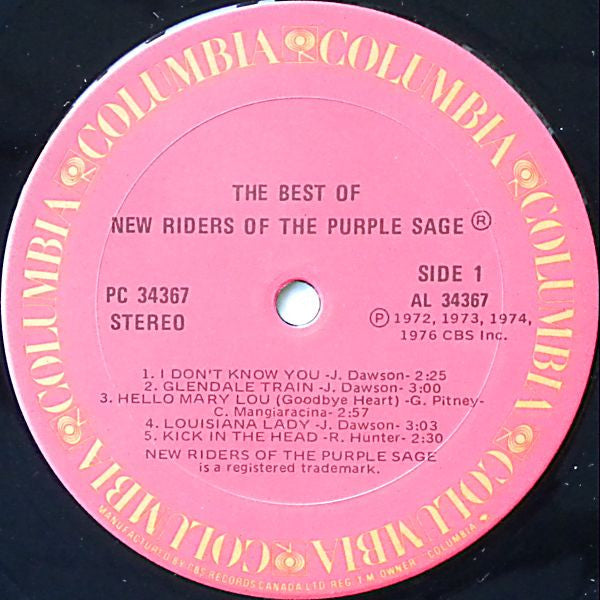 COLUMBIA COLUMBIA COLUMBIA COLUMBIA COLUMBIA COLUMBIA
THE BEST OF
NEW RIDERS OF THE PURPLE SAGE ®
PC 34367
STEREO
SIDE 1
AL 34367
Ⓟ 1972, 1973, 1974,
1976 CBS Inc.
1. I DON'T KNOW YOU -J. Dawson- 2:25
2. GLENDALE TRAIN -J. Dawson- 3:00
3. HELLO MARY LOU (Goodbye Heart) -G. Pitney-
C. Mangiaracina- 2:57
4. LOUISIANA LADY -J. Dawson- 3:03
5. KICK IN THE HEAD -R. Hunter- 2:30
NEW RIDERS OF THE PURPLE SAGE
is a registered trademark.
MANUFACTURED BY CBS RECORDS CANADA LTD REG. T.M. OWNER "COLUMBIA"